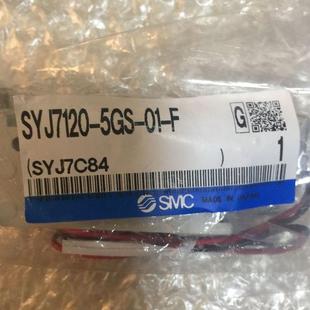 SYJ7120-5GS-01-F
G
(SYJ7C84
1
SMC MADE IN JAPAN